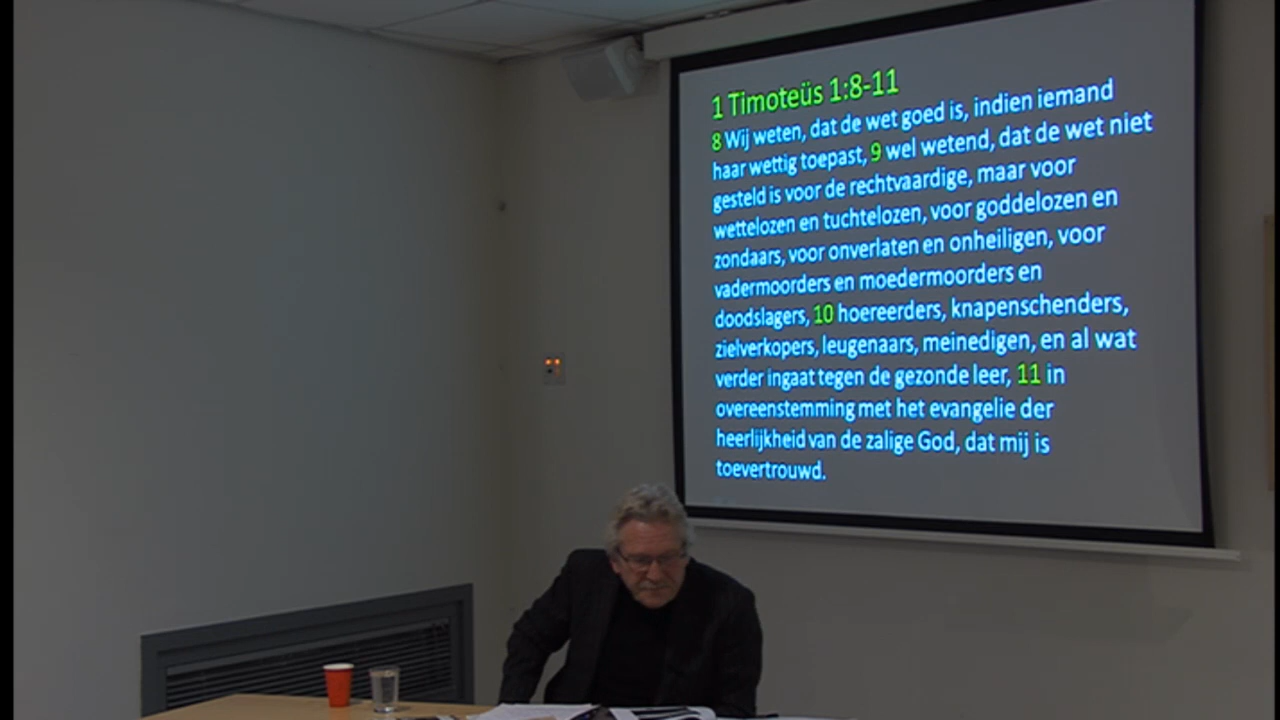 1 Timoteüs 1:8-11
8 Wij weten, dat de wet goed is, indien iemand
haar wettig toepast, 9 wel wetend, dat de wet niet
gesteld is voor de rechtvaardige, maar voor
wettelozen en tuchtelozen, voor goddelozen en
zondaars, voor onverlaten en onheiligen, voor
vadermoorders en moedermoorders en
doodslagers, 10 hoereerders, knapenschenders,
zielverkopers, leugenaars, meinedigen, en al wat
verder ingaat tegen de gezonde leer, 11 in
overeenstemming met het evangelie der
heerlijkheid van de zalige God, dat mij is
toevertrouwd.